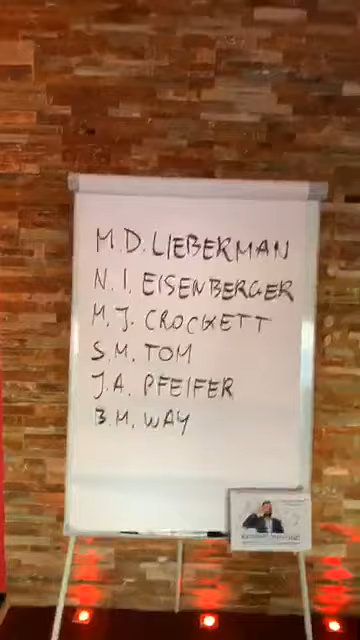 M. D. LIEBERMAN
N. I. EISENBERGER
M. J. CROCKETT
S. M. TOM
J. A. PFEIFER
B. M. WAY